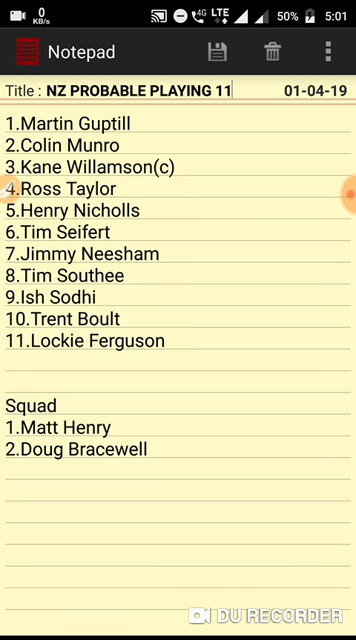 0
KB/s
4G
LTE
50%
5:01
Notepad
Title : NZ PROBABLE PLAYING 11
01-04-19
1.Martin Guptill
2.Colin Munro
3.Kane Willamson(c)
4.Ross Taylor
5.Henry Nicholls
6.Tim Seifert
7.Jimmy Neesham
8.Tim Southee
9.Ish Sodhi
10.Trent Boult
11.Lockie Ferguson
Squad
1.Matt Henry
2.Doug Bracewell
DU RECORDER